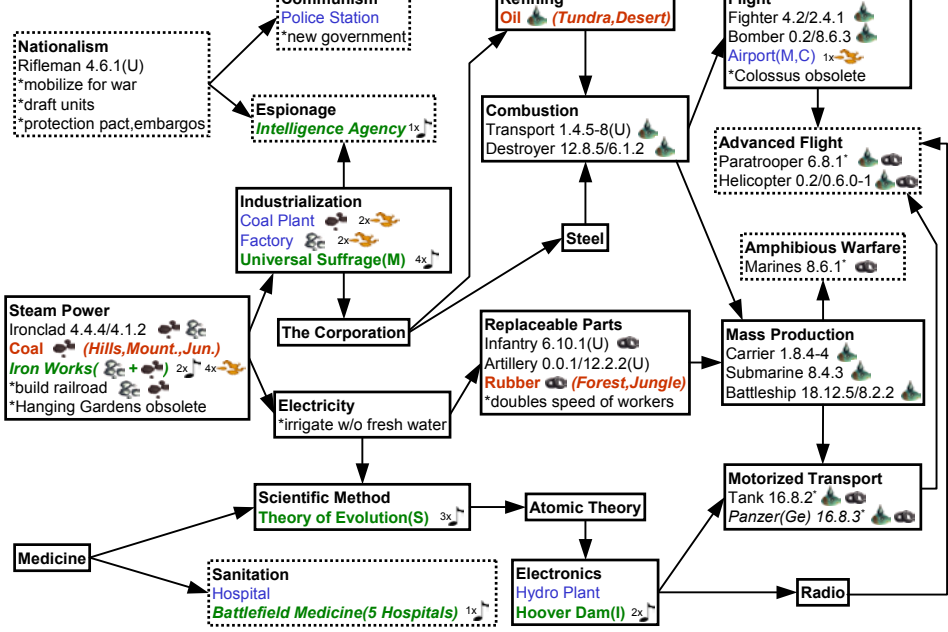 Communism
Police Station
*new government
Nationalism
Rifleman 4.6.1(U)
*mobilize for war
*draft units
*protection pact,embargos
Espionage
Intelligence Agency 1x
Refining
Oil (Tundra,Desert)
Flight
Fighter 4.2/2.4.1
Bomber 0.2/8.6.3
Airport(M,C) 1x
*Colossus obsolete
Combustion
Transport 1.4.5-8(U)
Destroyer 12.8.5/6.1.2
Advanced Flight
Paratrooper 6.8.1*
Helicopter 0.2/0.6.0-1
Industrialization
Coal Plant 2x
Factory 2x
Universal Suffrage(M) 4x
Steel
Amphibious Warfare
Marines 8.6.1*
Steam Power
Ironclad 4.4.4/4.1.2
Coal (Hills,Mount.,Jun.)
Iron Works( + ) 2x 4x
*build railroad
*Hanging Gardens obsolete
The Corporation
Replaceable Parts
Infantry 6.10.1(U)
Artillery 0.0.1/12.2.2(U)
Rubber (Forest,Jungle)
*doubles speed of workers
Mass Production
Carrier 1.8.4-4
Submarine 8.4.3
Battleship 18.12.5/8.2.2
Electricity
*irrigate w/o fresh water
Scientific Method
Theory of Evolution(S) 3x
Atomic Theory
Motorized Transport
Tank 16.8.2*
Panzer(Ge) 16.8.3*
Medicine
Sanitation
Hospital
Battlefield Medicine(5 Hospitals) 1x
Electronics
Hydro Plant
Hoover Dam(I) 2x
Radio